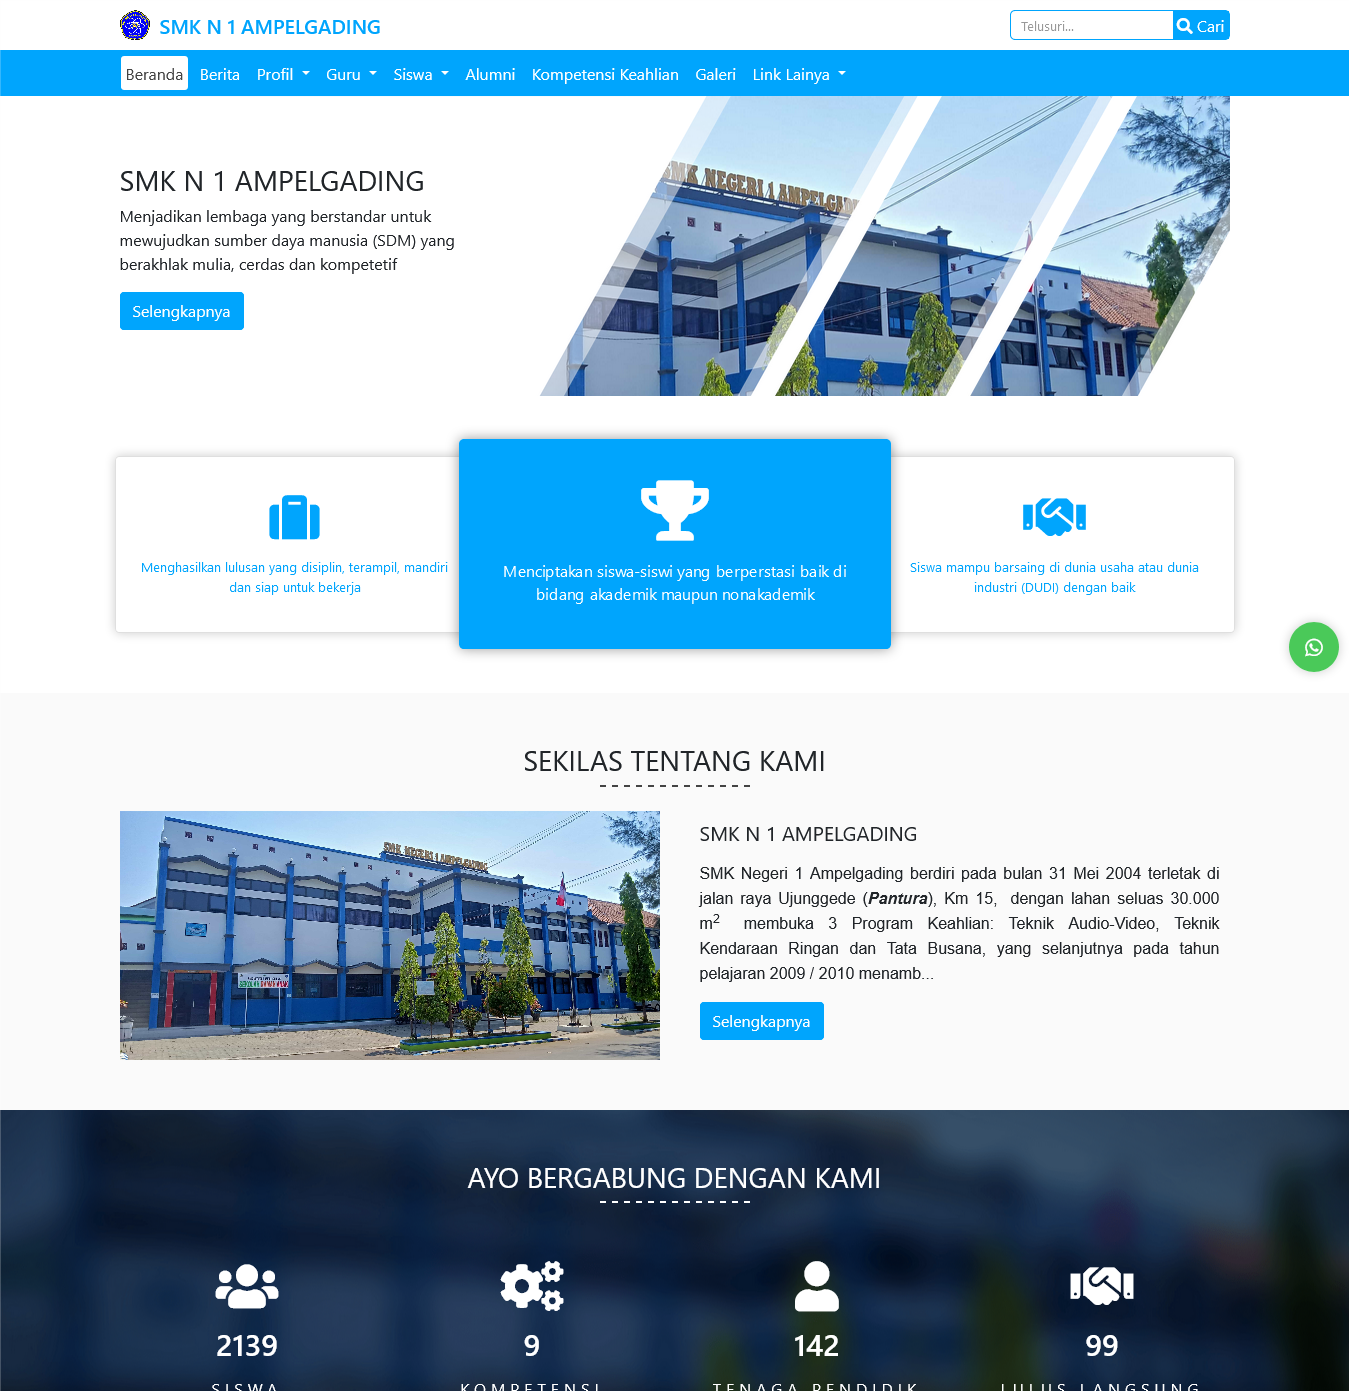 SMK N 1 AMPELGADING
Telusuri...
Cari
Beranda Berita Profil Guru Siswa Alumni Kompetensi Keahlian Galeri Link Lainya
SMK N 1 AMPELGADING
Menjadikan lembaga yang berstandar untuk
mewujudkan sumber daya manusia (SDM) yang
berakhlak mulia, cerdas dan kompetetif
Selengkapnya
SMK NEGERI 1 AMPELGADI
Menghasilkan lulusan yang disiplin, terampil, mandiri
dan siap untuk bekerja
Menciptakan siswa-siswi yang berperstasi baik di
bidang akademik maupun nonakademik
Siswa mampu barsaing di dunia usaha atau dunia
industri (DUDI) dengan baik
SEKILAS TENTANG KAMI
SMK NEGERI 1 AMPELGADING
SMK N 1 AMPELGADING
SMK Negeri 1 Ampelgading berdiri pada bulan 31 Mei 2004 terletak di
jalan raya Ujunggede (Pantura), Km 15, dengan lahan seluas 30.000
m² membuka 3 Program Keahlian: Teknik Audio-Video, Teknik
Kendaraan Ringan dan Tata Busana, yang selanjutnya pada tahun
pelajaran 2009 / 2010 menamb...
Selengkapnya
AYO BERGABUNG DENGAN KAMI
2139 9 142 99
SISWA KOMPETENSI TENAGA PENDIDIK LULUS LANGSUNG